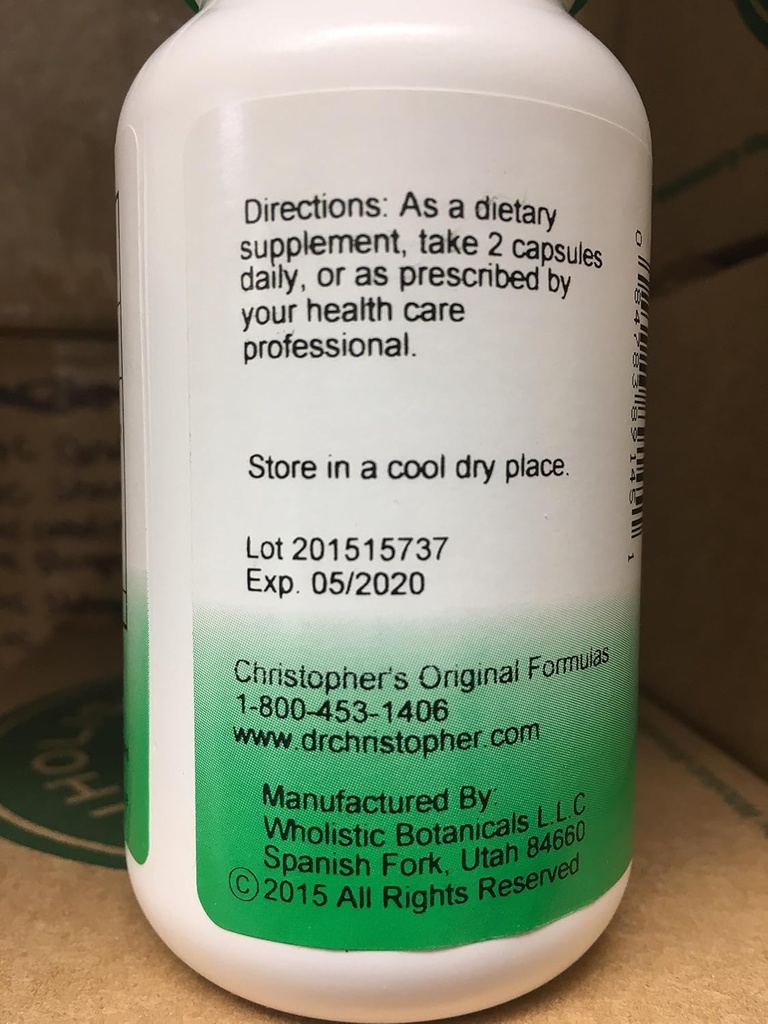 Directions: As a dietary
supplement, take 2 capsules
daily, or as prescribed by
your health care
professional.
Store in a cool dry place.
Lot 201515737
Exp. 05/2020
Christopher's Original Formulas
1-800-453-1406
www.drchristopher.com
Manufactured By:
Wholistic Botanicals L.L.C
Spanish Fork, Utah 84660
©2015 All Rights Reserved